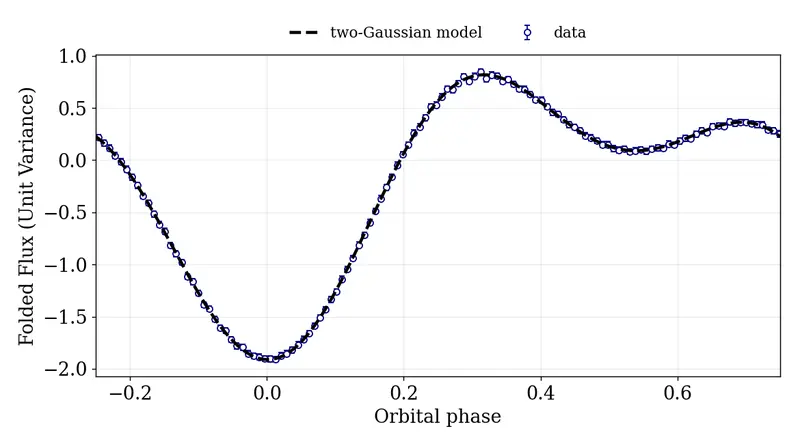 two-Gaussian model
data
Folded Flux (Unit Variance)
1.0
0.5
0.0
−0.5
−1.0
−1.5
−2.0
−0.2 0.0 0.2 0.4 0.6
Orbital phase